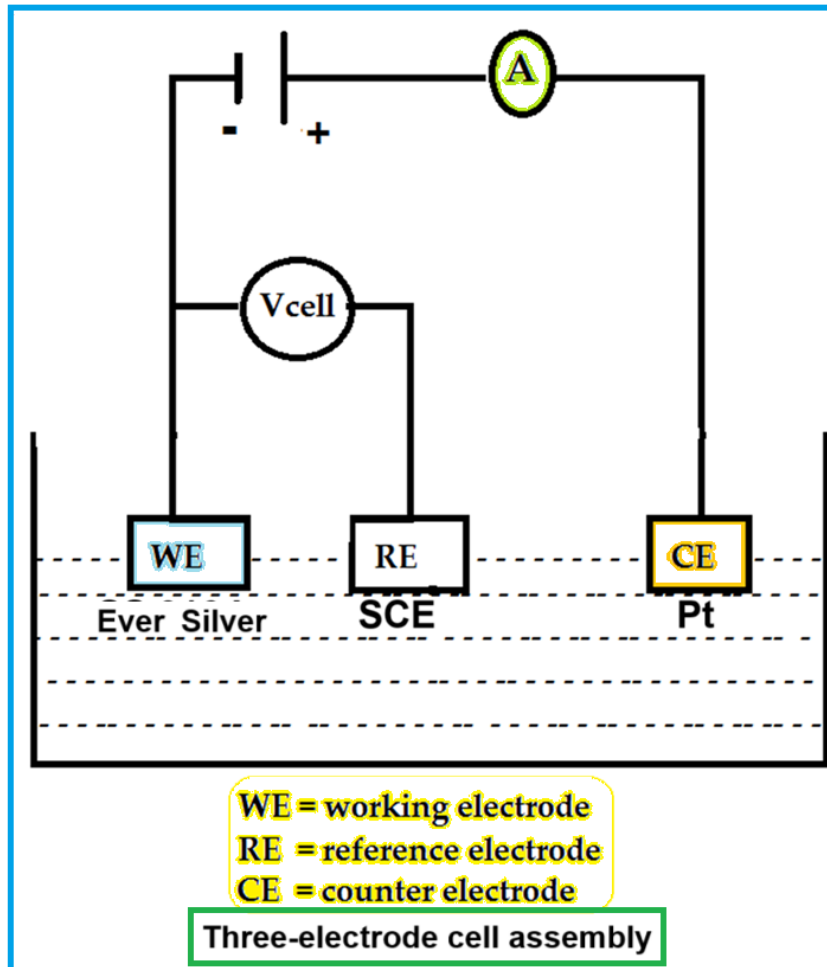 A
- +
Vcell
WE RE CE
Ever Silver SCE Pt
WE = working electrode
RE = reference electrode
CE = counter electrode
Three-electrode cell assembly